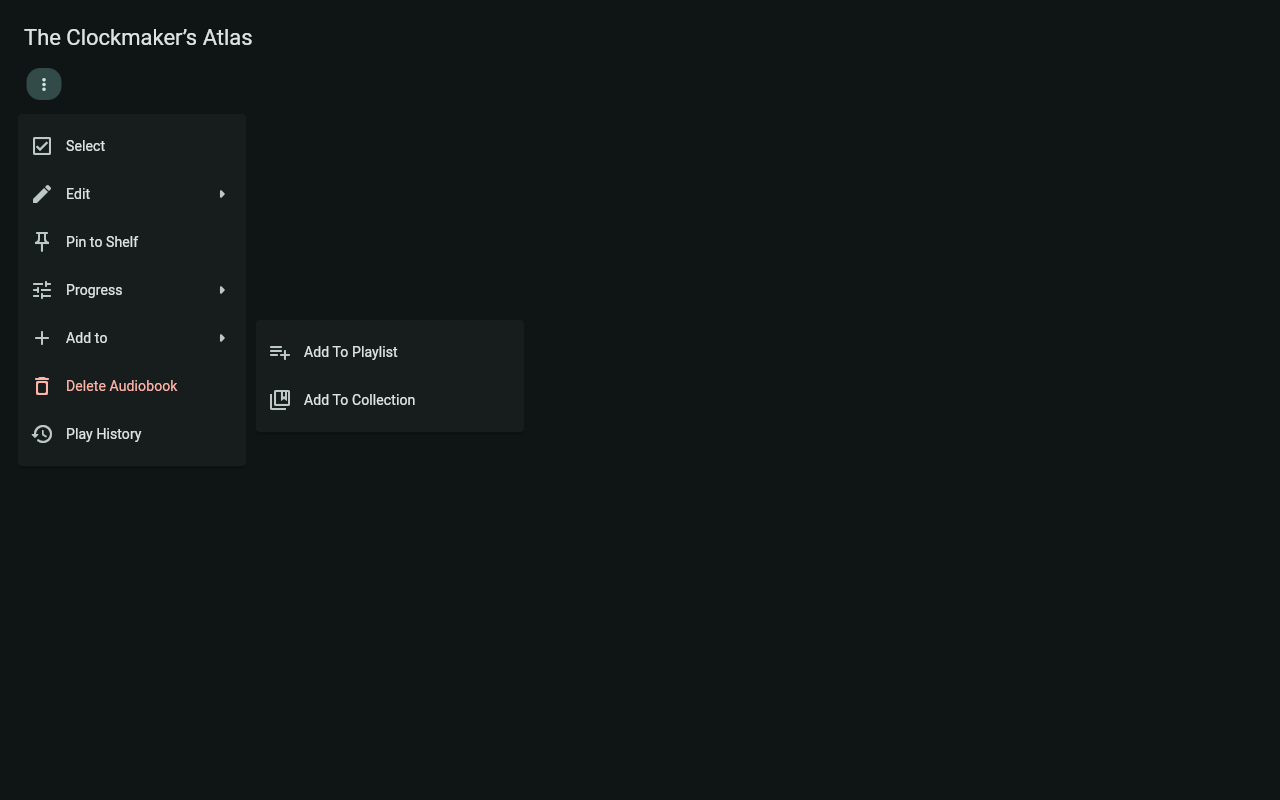 The Clockmaker’s Atlas
Select
Edit
Pin to Shelf
Progress
Add to
Delete Audiobook
Play History
Add To Playlist
Add To Collection